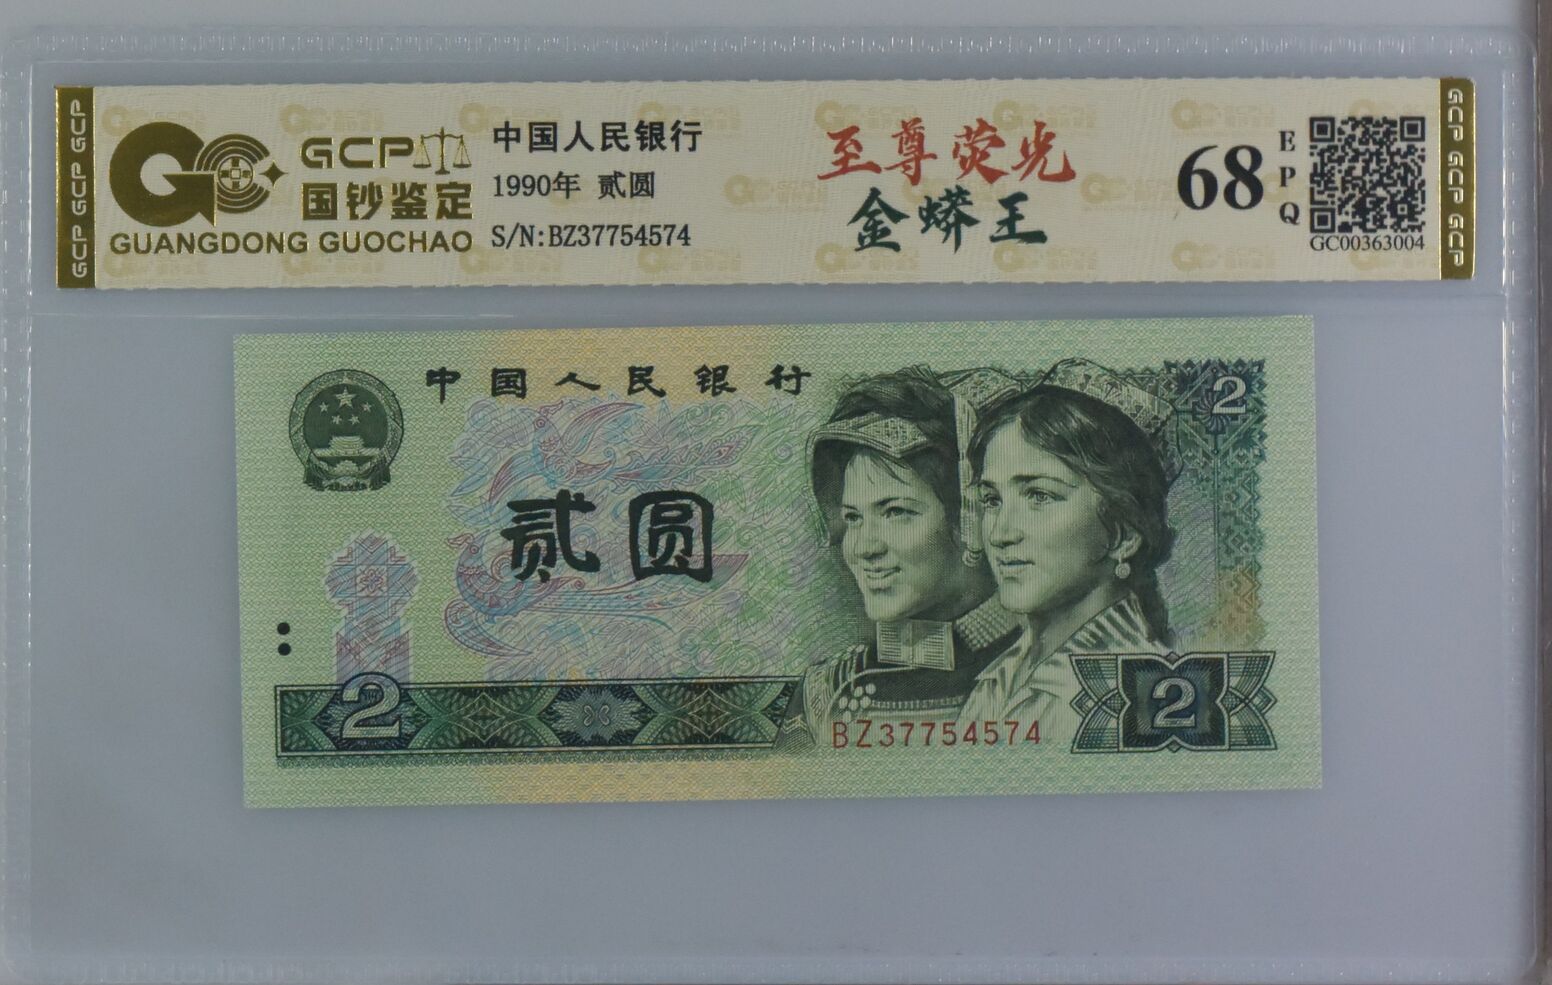 GCP GCP GCP
GCP
国钞鉴定
GUANGDONG GUOCHAO
中国人民银行
1990年 贰圆
S/N:BZ37754574
至尊荧光
金蟒王
68
EPQ
GC00363004
GCP GCP GCP
中国人民银行
2
贰圆
2
BZ37754574
2